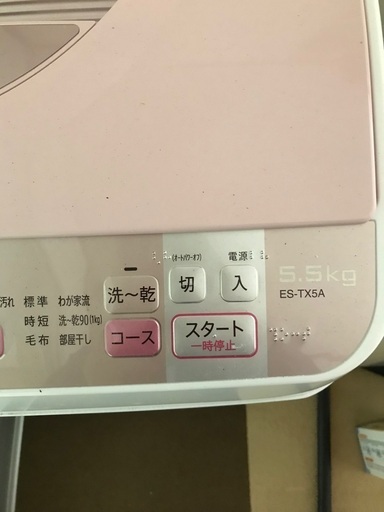 (オートパワーオフ) 電源
切 入
5.5kg
ES-TX5A
洗〜乾
汚れ 標準 わが家流
時短 洗〜乾90(1kg)
毛布 部屋干し
コース
スタート
一時停止